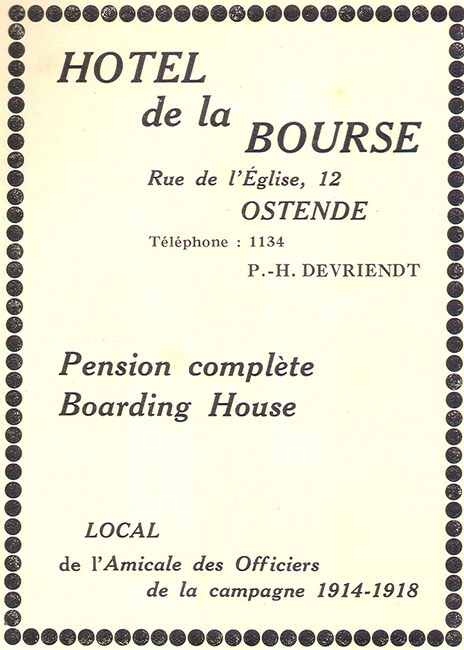 HOTEL
de la
BOURSE
Rue de l'Église, 12
OSTENDE
Téléphone : 1134
P.-H. DEVRIENDT
Pension complète
Boarding House
LOCAL
de l'Amicale des Officiers
de la campagne 1914-1918